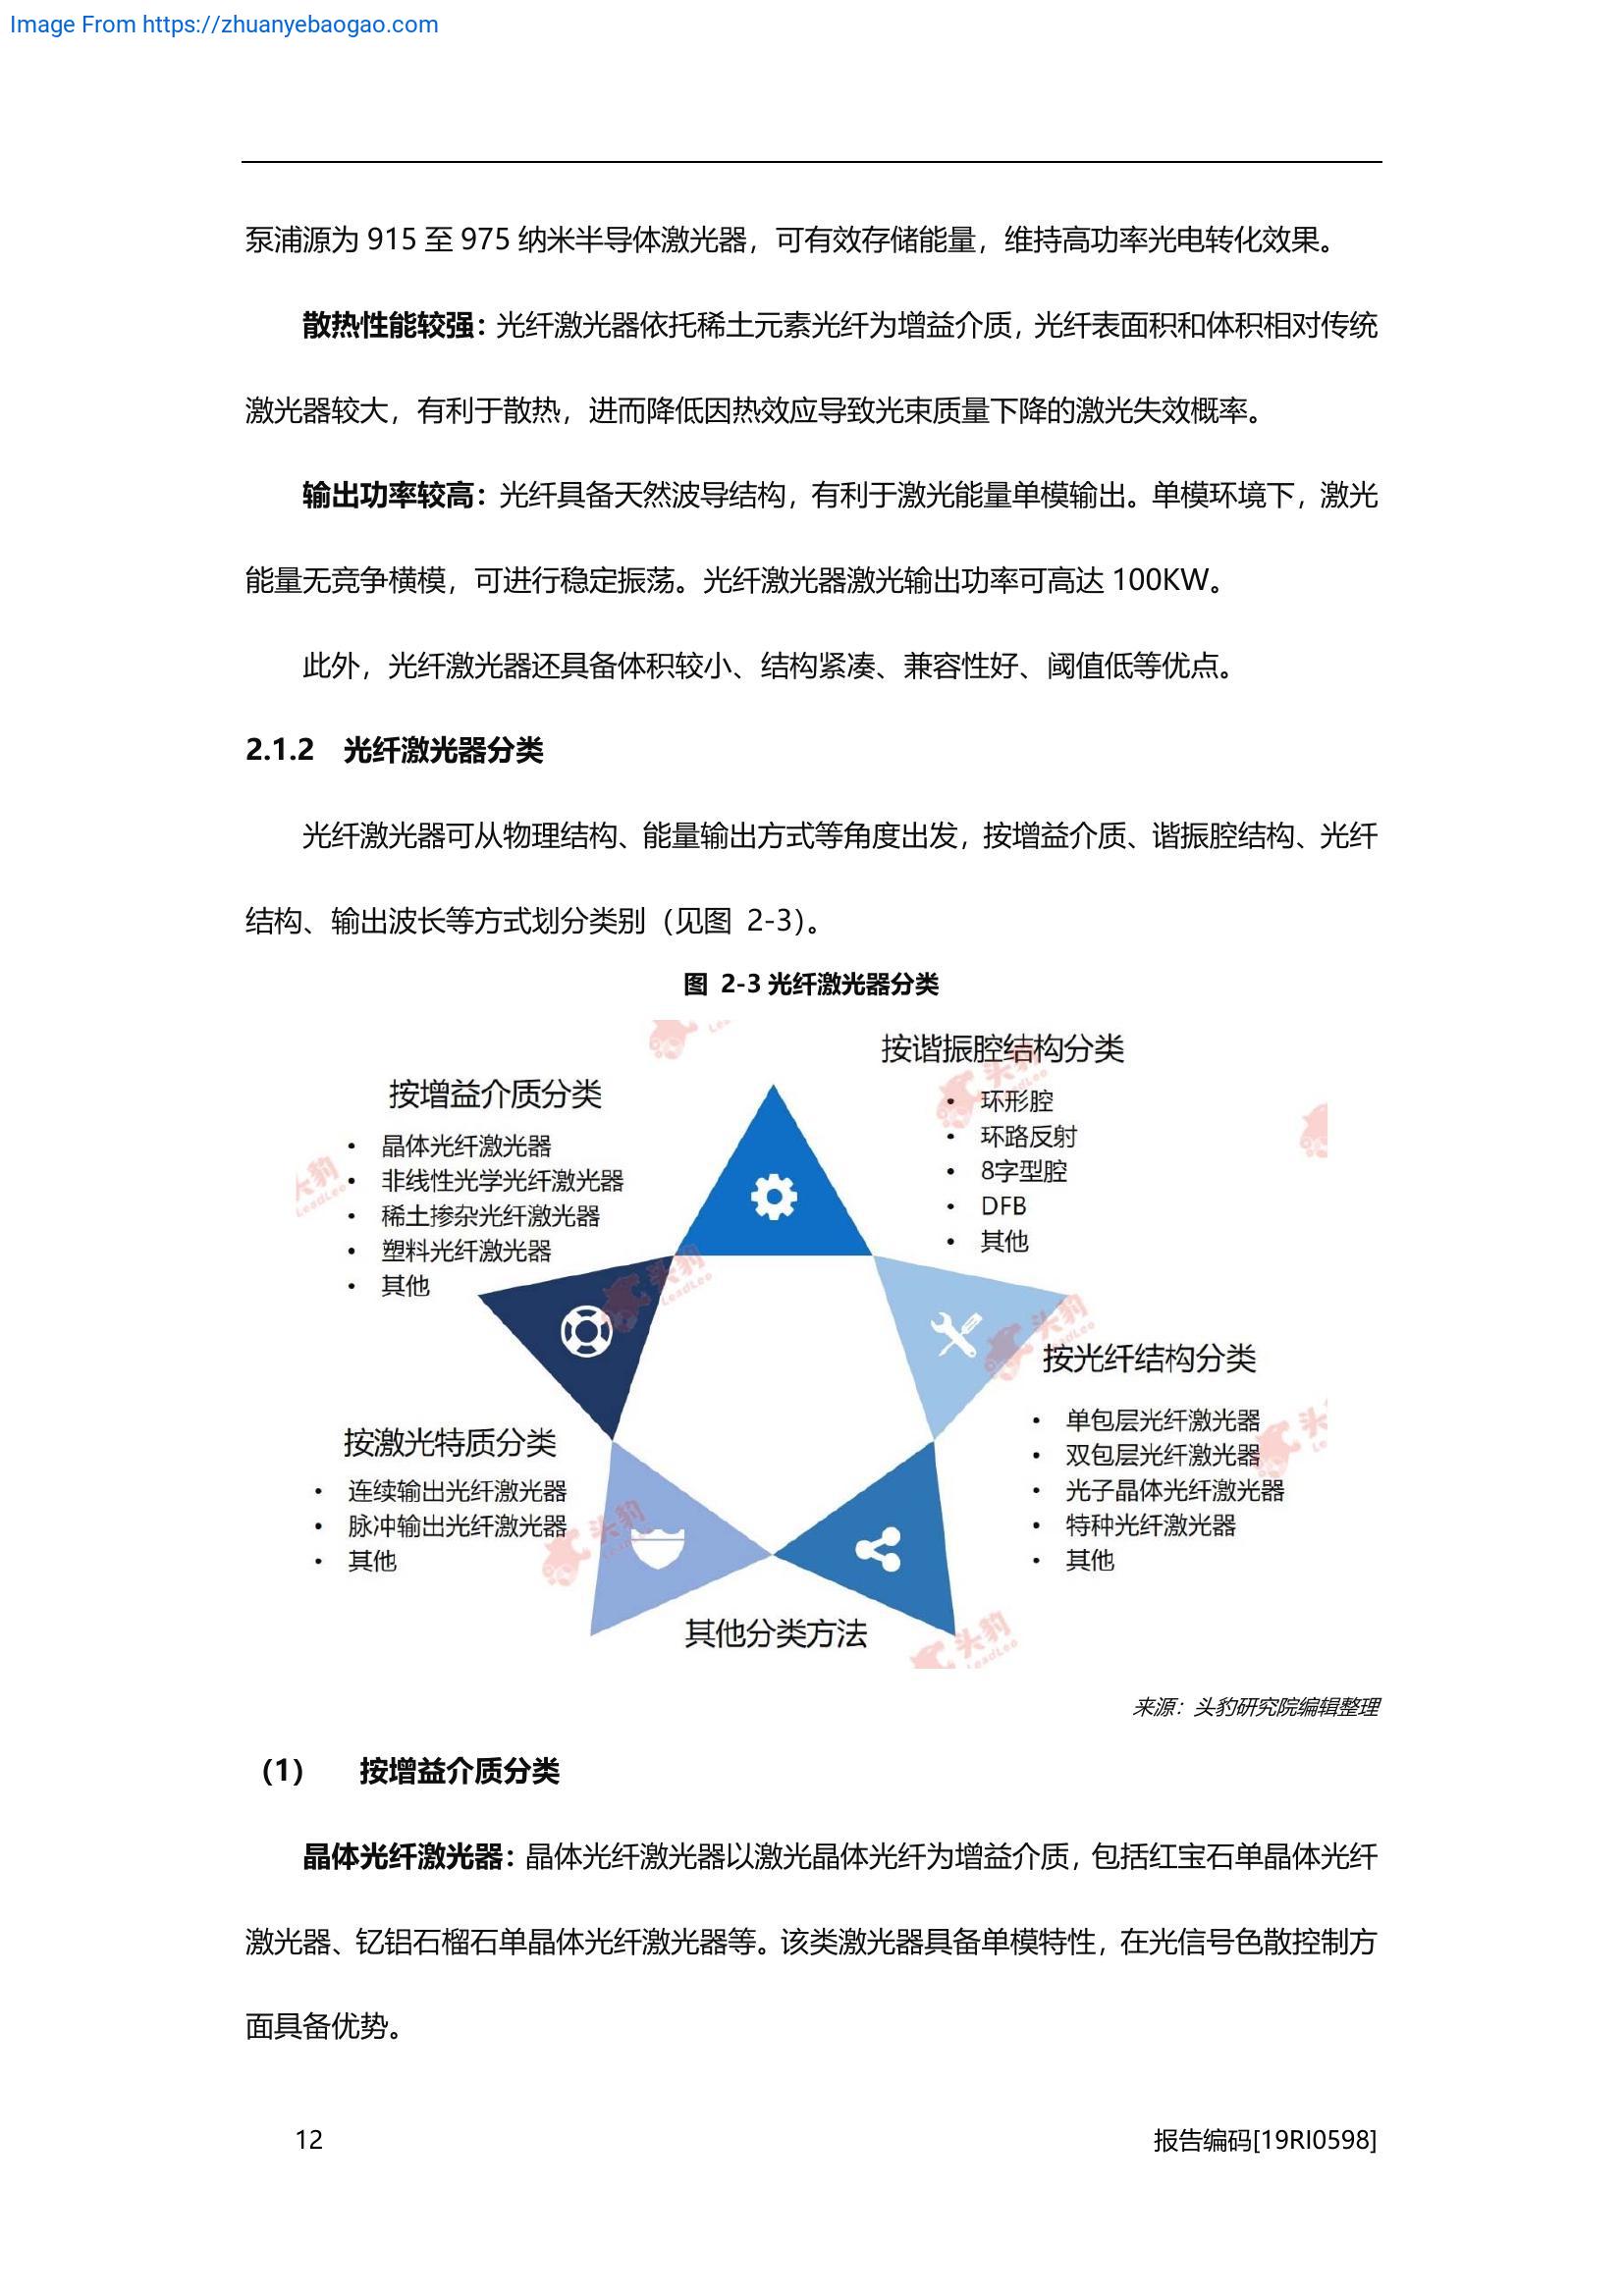 Image From https://zhuanyebaogao.com
泵浦源为 915 至 975 纳米半导体激光器，可有效存储能量，维持高功率光电转化效果。
散热性能较强：光纤激光器依托稀土元素光纤为增益介质，光纤表面积和体积相对传统
激光器较大，有利于散热，进而降低因热效应导致光束质量下降的激光失效概率。
输出功率较高：光纤具备天然波导结构，有利于激光能量单模输出。单模环境下，激光
能量无竞争横模，可进行稳定振荡。光纤激光器激光输出功率可高达 100KW。
此外，光纤激光器还具备体积较小、结构紧凑、兼容性好、阈值低等优点。
2.1.2 光纤激光器分类
光纤激光器可从物理结构、能量输出方式等角度出发，按增益介质、谐振腔结构、光纤
结构、输出波长等方式划分类别（见图 2-3）。
图 2-3 光纤激光器分类
按增益介质分类
• 晶体光纤激光器
• 非线性光学光纤激光器
• 稀土掺杂光纤激光器
• 塑料光纤激光器
• 其他
按谐振腔结构分类
• 环形腔
• 环路反射
• 8字型腔
• DFB
• 其他
按光纤结构分类
• 单包层光纤激光器
• 双包层光纤激光器
• 光子晶体光纤激光器
• 特种光纤激光器
• 其他
按激光特质分类
• 连续输出光纤激光器
• 脉冲输出光纤激光器
• 其他
其他分类方法
头豹
LeadLeo
来源：头豹研究院编辑整理
（1） 按增益介质分类
晶体光纤激光器：晶体光纤激光器以激光晶体光纤为增益介质，包括红宝石单晶体光纤
激光器、钇铝石榴石单晶体光纤激光器等。该类激光器具备单模特性，在光信号色散控制方
面具备优势。
12
报告编码[19RI0598]